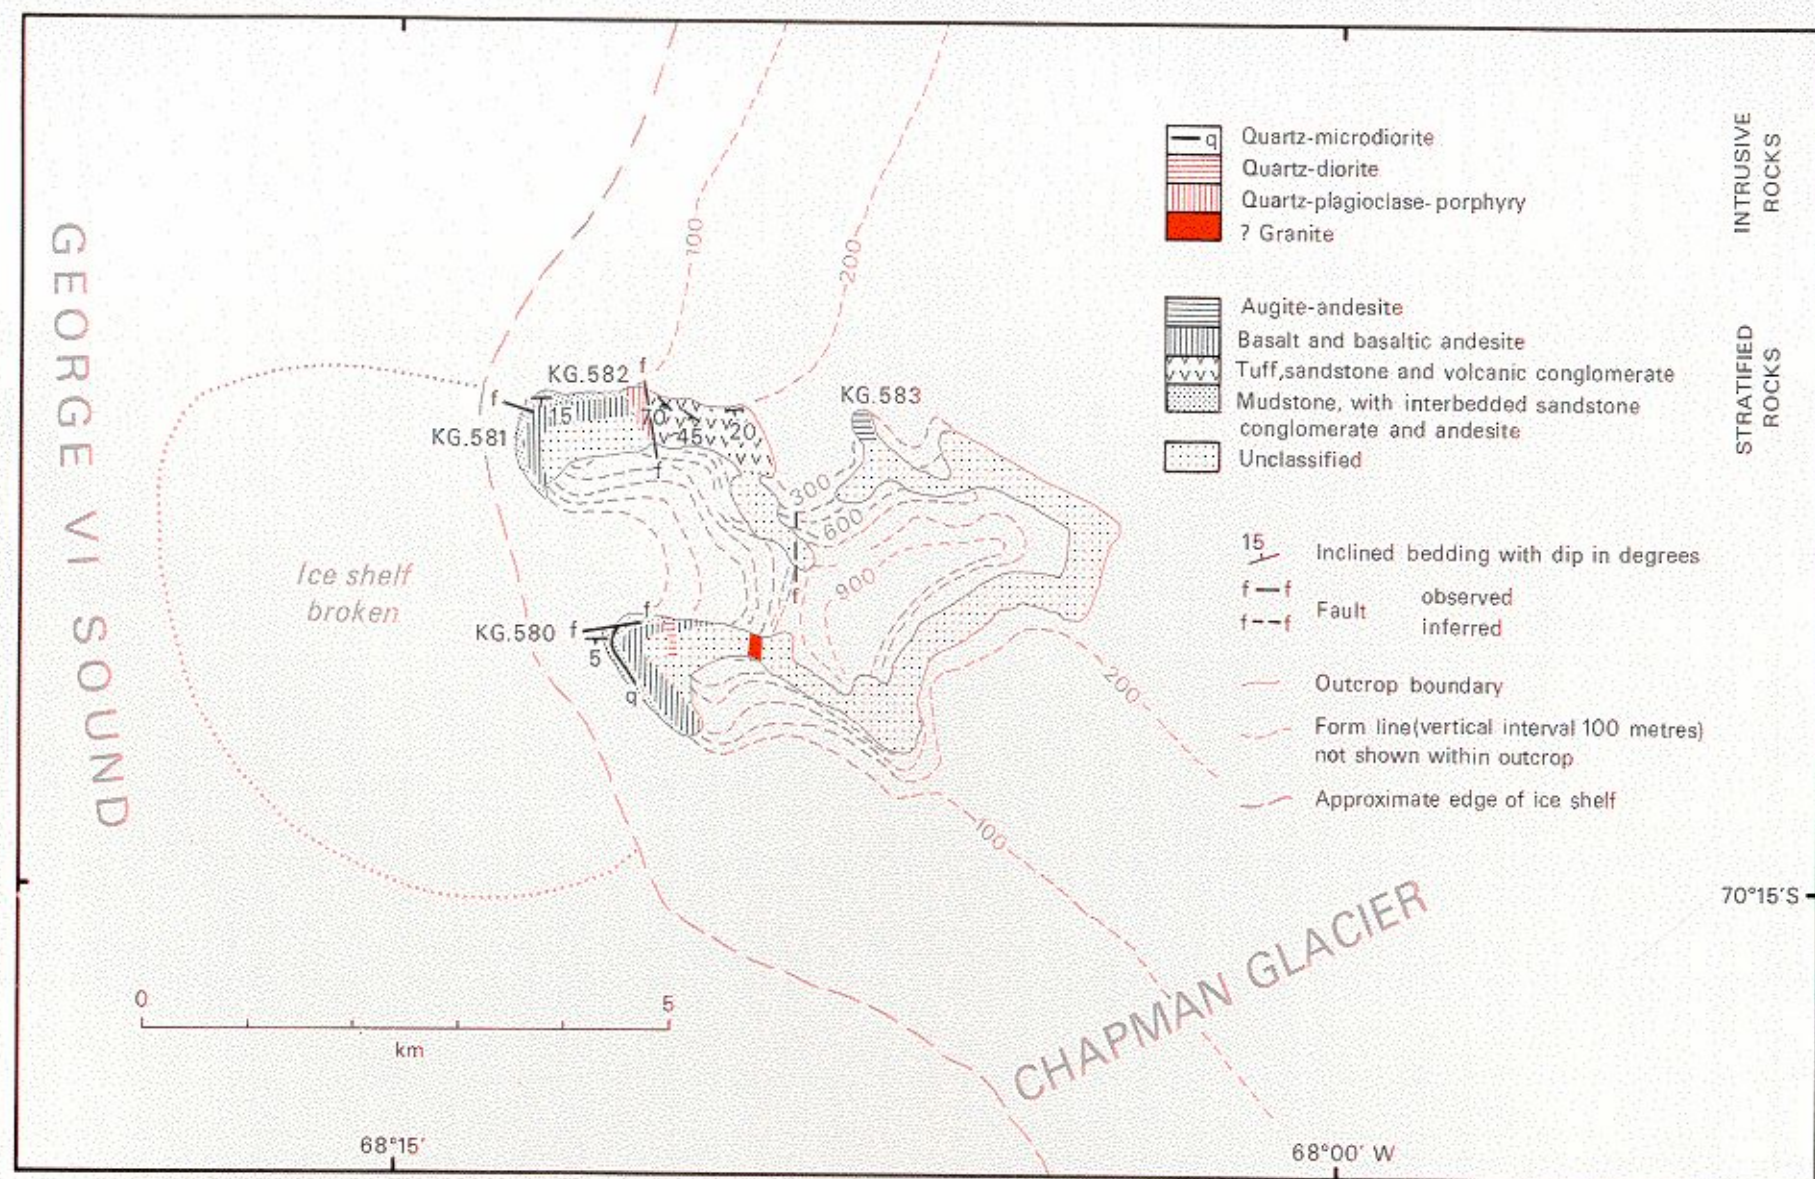 GEORGE VI SOUND
Ice shelf
broken
100
200
KG.582
f
f
15
70
45
20
KG.581
f
KG.583
300
600
900
f
f
f
KG.580
f
5
q
200
100
q Quartz-microdiorite
Quartz-diorite
Quartz-plagioclase-porphyry
? Granite
INTRUSIVE
ROCKS
Augite-andesite
Basalt and basaltic andesite
Tuff,sandstone and volcanic conglomerate
Mudstone, with interbedded sandstone
conglomerate and andesite
Unclassified
STRATIFIED
ROCKS
15 Inclined bedding with dip in degrees
f f observed
Fault
f f inferred
Outcrop boundary
Form line(vertical interval 100 metres)
not shown within outcrop
Approximate edge of ice shelf
70°15'S
CHAPMAN GLACIER
0 5
km
68°15'
68°00' W